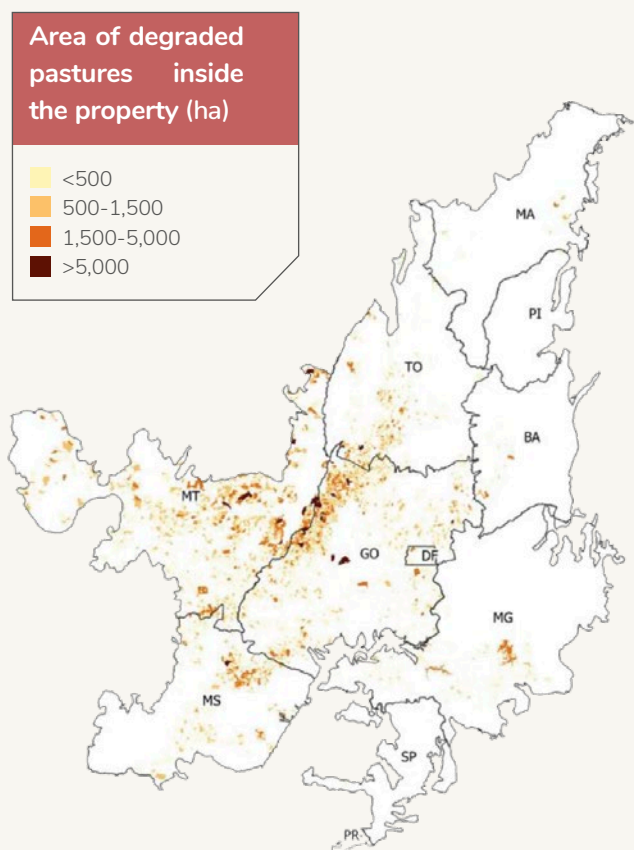 Area of degraded
pastures inside
the property (ha)
<500
500-1,500
1,500-5,000
>5,000
MA
PI
TO
BA
MT
GO
DF
MG
MS
SP
PR